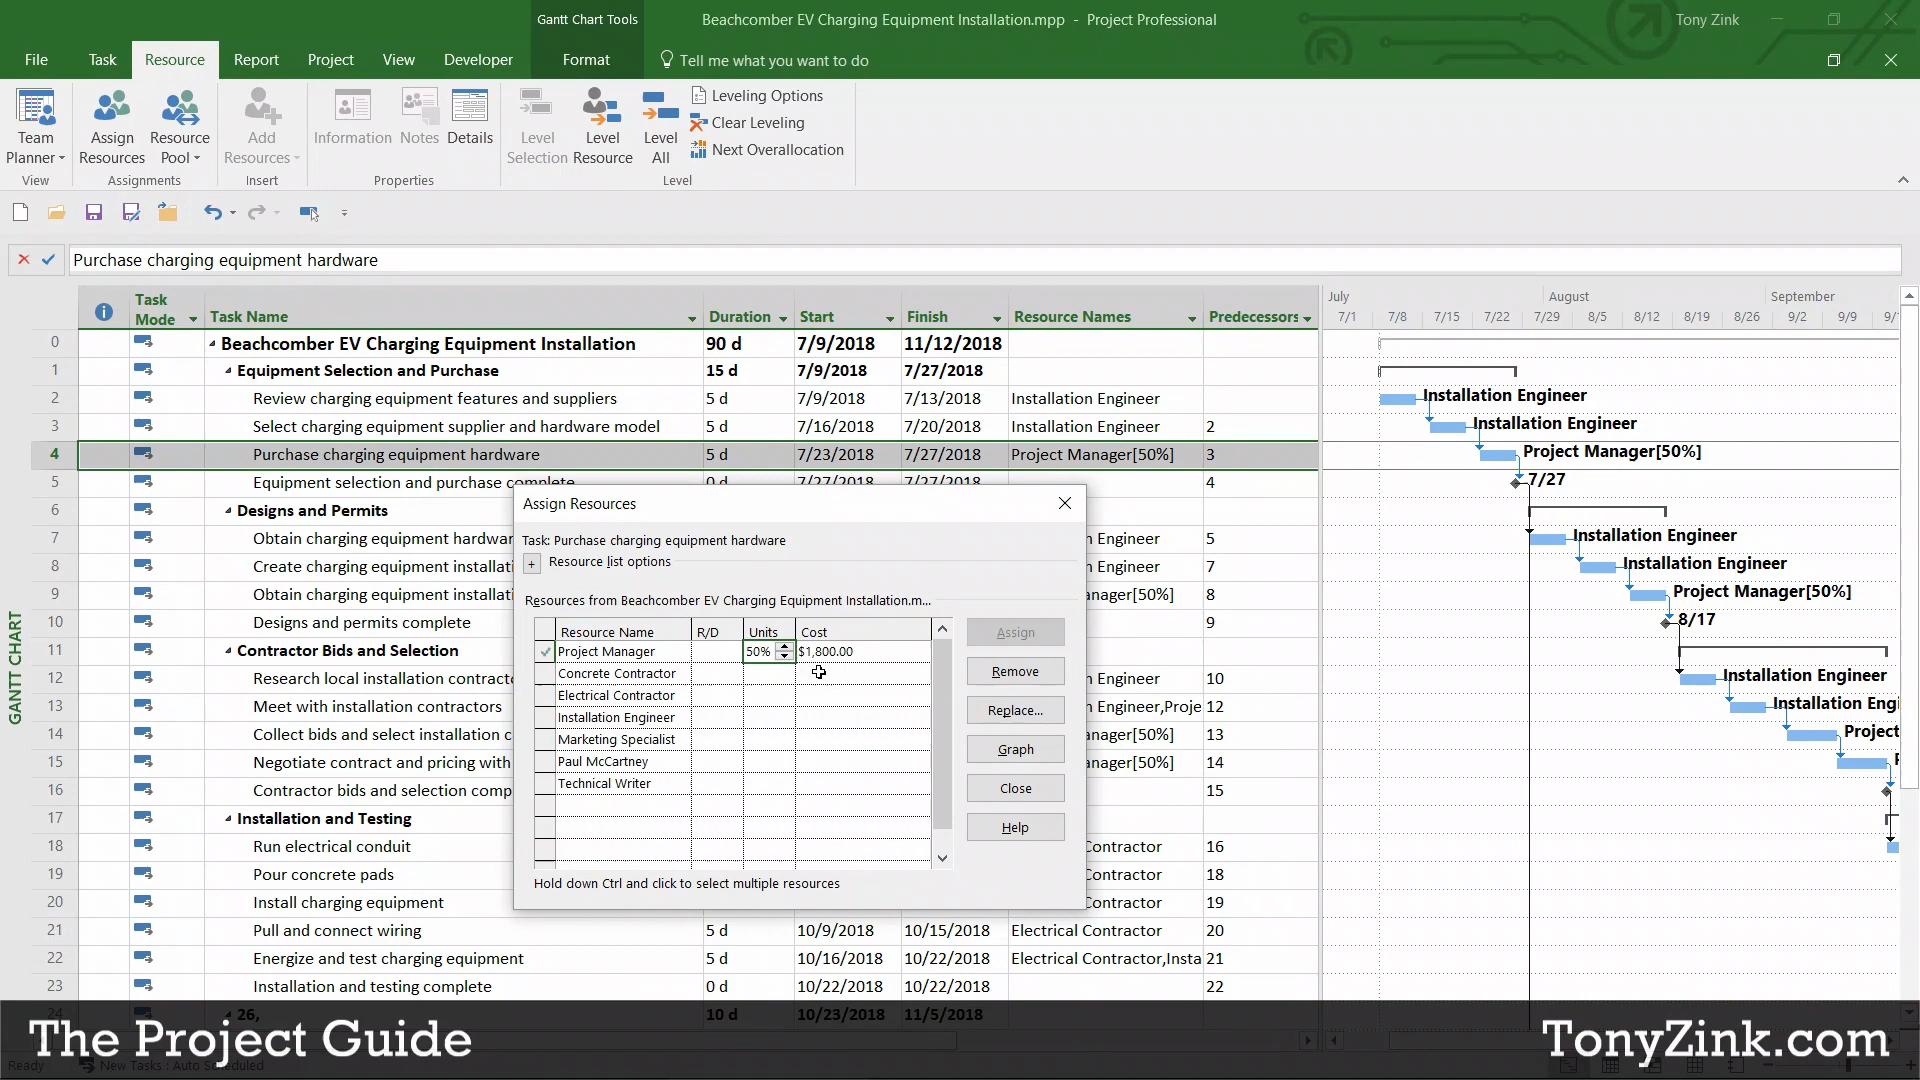 Gantt Chart Tools
Beachcomber EV Charging Equipment Installation.mpp - Project Professional
Tony Zink
File Task Resource Report Project View Developer Format Tell me what you want to do
Team Planner
Assign Resources
Resource Pool
Add Resources
Information
Notes
Details
Level Selection
Level Resource
Level All
Leveling Options
Clear Leveling
Next Overallocation
View Assignments Insert Properties Level
Purchase charging equipment hardware
Task Mode Task Name Duration Start Finish Resource Names Predecessors
July August September
7/1 7/8 7/15 7/22 7/29 8/5 8/12 8/19 8/26 9/2 9/9
GANTT CHART
0 Beachcomber EV Charging Equipment Installation 90 d 7/9/2018 11/12/2018
1 Equipment Selection and Purchase 15 d 7/9/2018 7/27/2018
2 Review charging equipment features and suppliers 5 d 7/9/2018 7/13/2018 Installation Engineer Installation Engineer
3 Select charging equipment supplier and hardware model 5 d 7/16/2018 7/20/2018 Installation Engineer 2 Installation Engineer
4 Purchase charging equipment hardware 5 d 7/23/2018 7/27/2018 Project Manager[50%] 3 Project Manager[50%]
5 Equipment selection and purchase complete 0 d 7/27/2018 7/27/2018 4 7/27
6 Designs and Permits
7 Obtain charging equipment hardwar n Engineer 5 Installation Engineer
8 Create charging equipment installati n Engineer 7 Installation Engineer
9 Obtain charging equipment install anager[50%] 8 Project Manager[50%]
10 Designs and permits complete 9 8/17
11 Contractor Bids and Selection
12 Research local installation contracto n Engineer 10 Installation Engineer
13 Meet with installation contractors n Engineer,Proje 12 Installation Engi
14 Collect bids and select installation c anager[50%] 13 Project
15 Negotiate contract and pricing with anager[50%] 14
16 Contractor bids and selection comp 15
17 Installation and Testing
18 Run electrical conduit Contractor 16
19 Pour concrete pads Contractor 18
20 Install charging equipment Contractor 19
21 Pull and connect wiring 5 d 10/9/2018 10/15/2018 Electrical Contractor 20
22 Energize and test charging equipment 5 d 10/16/2018 10/22/2018 Electrical Contractor,Insta 21
23 Installation and testing complete 0 d 10/22/2018 10/22/2018 22
24 26, 10 d 10/23/2018 11/5/2018
Assign Resources
Task: Purchase charging equipment hardware
+ Resource list options
Resources from Beachcomber EV Charging Equipment Installation.m...
Resource Name R/D Units Cost
Project Manager 50% $1,800.00
Concrete Contractor
Electrical Contractor
Installation Engineer
Marketing Specialist
Paul McCartney
Technical Writer
Assign
Remove
Replace...
Graph
Close
Help
Hold down Ctrl and click to select multiple resources
The Project Guide
TonyZink.com
Ready New Tasks : Auto Scheduled